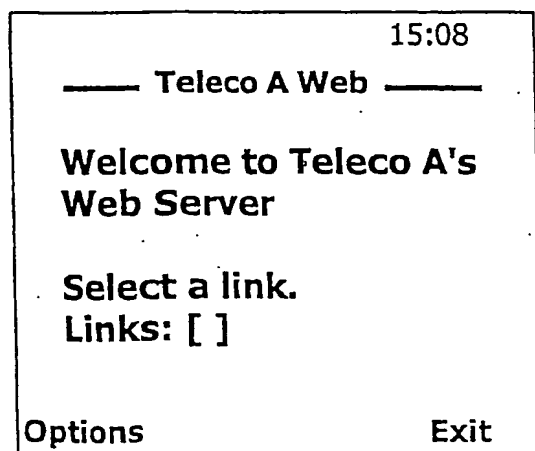 15:08
Teleco A Web
Welcome to Teleco A's
Web Server
Select a link.
Links: [ ]
Options Exit